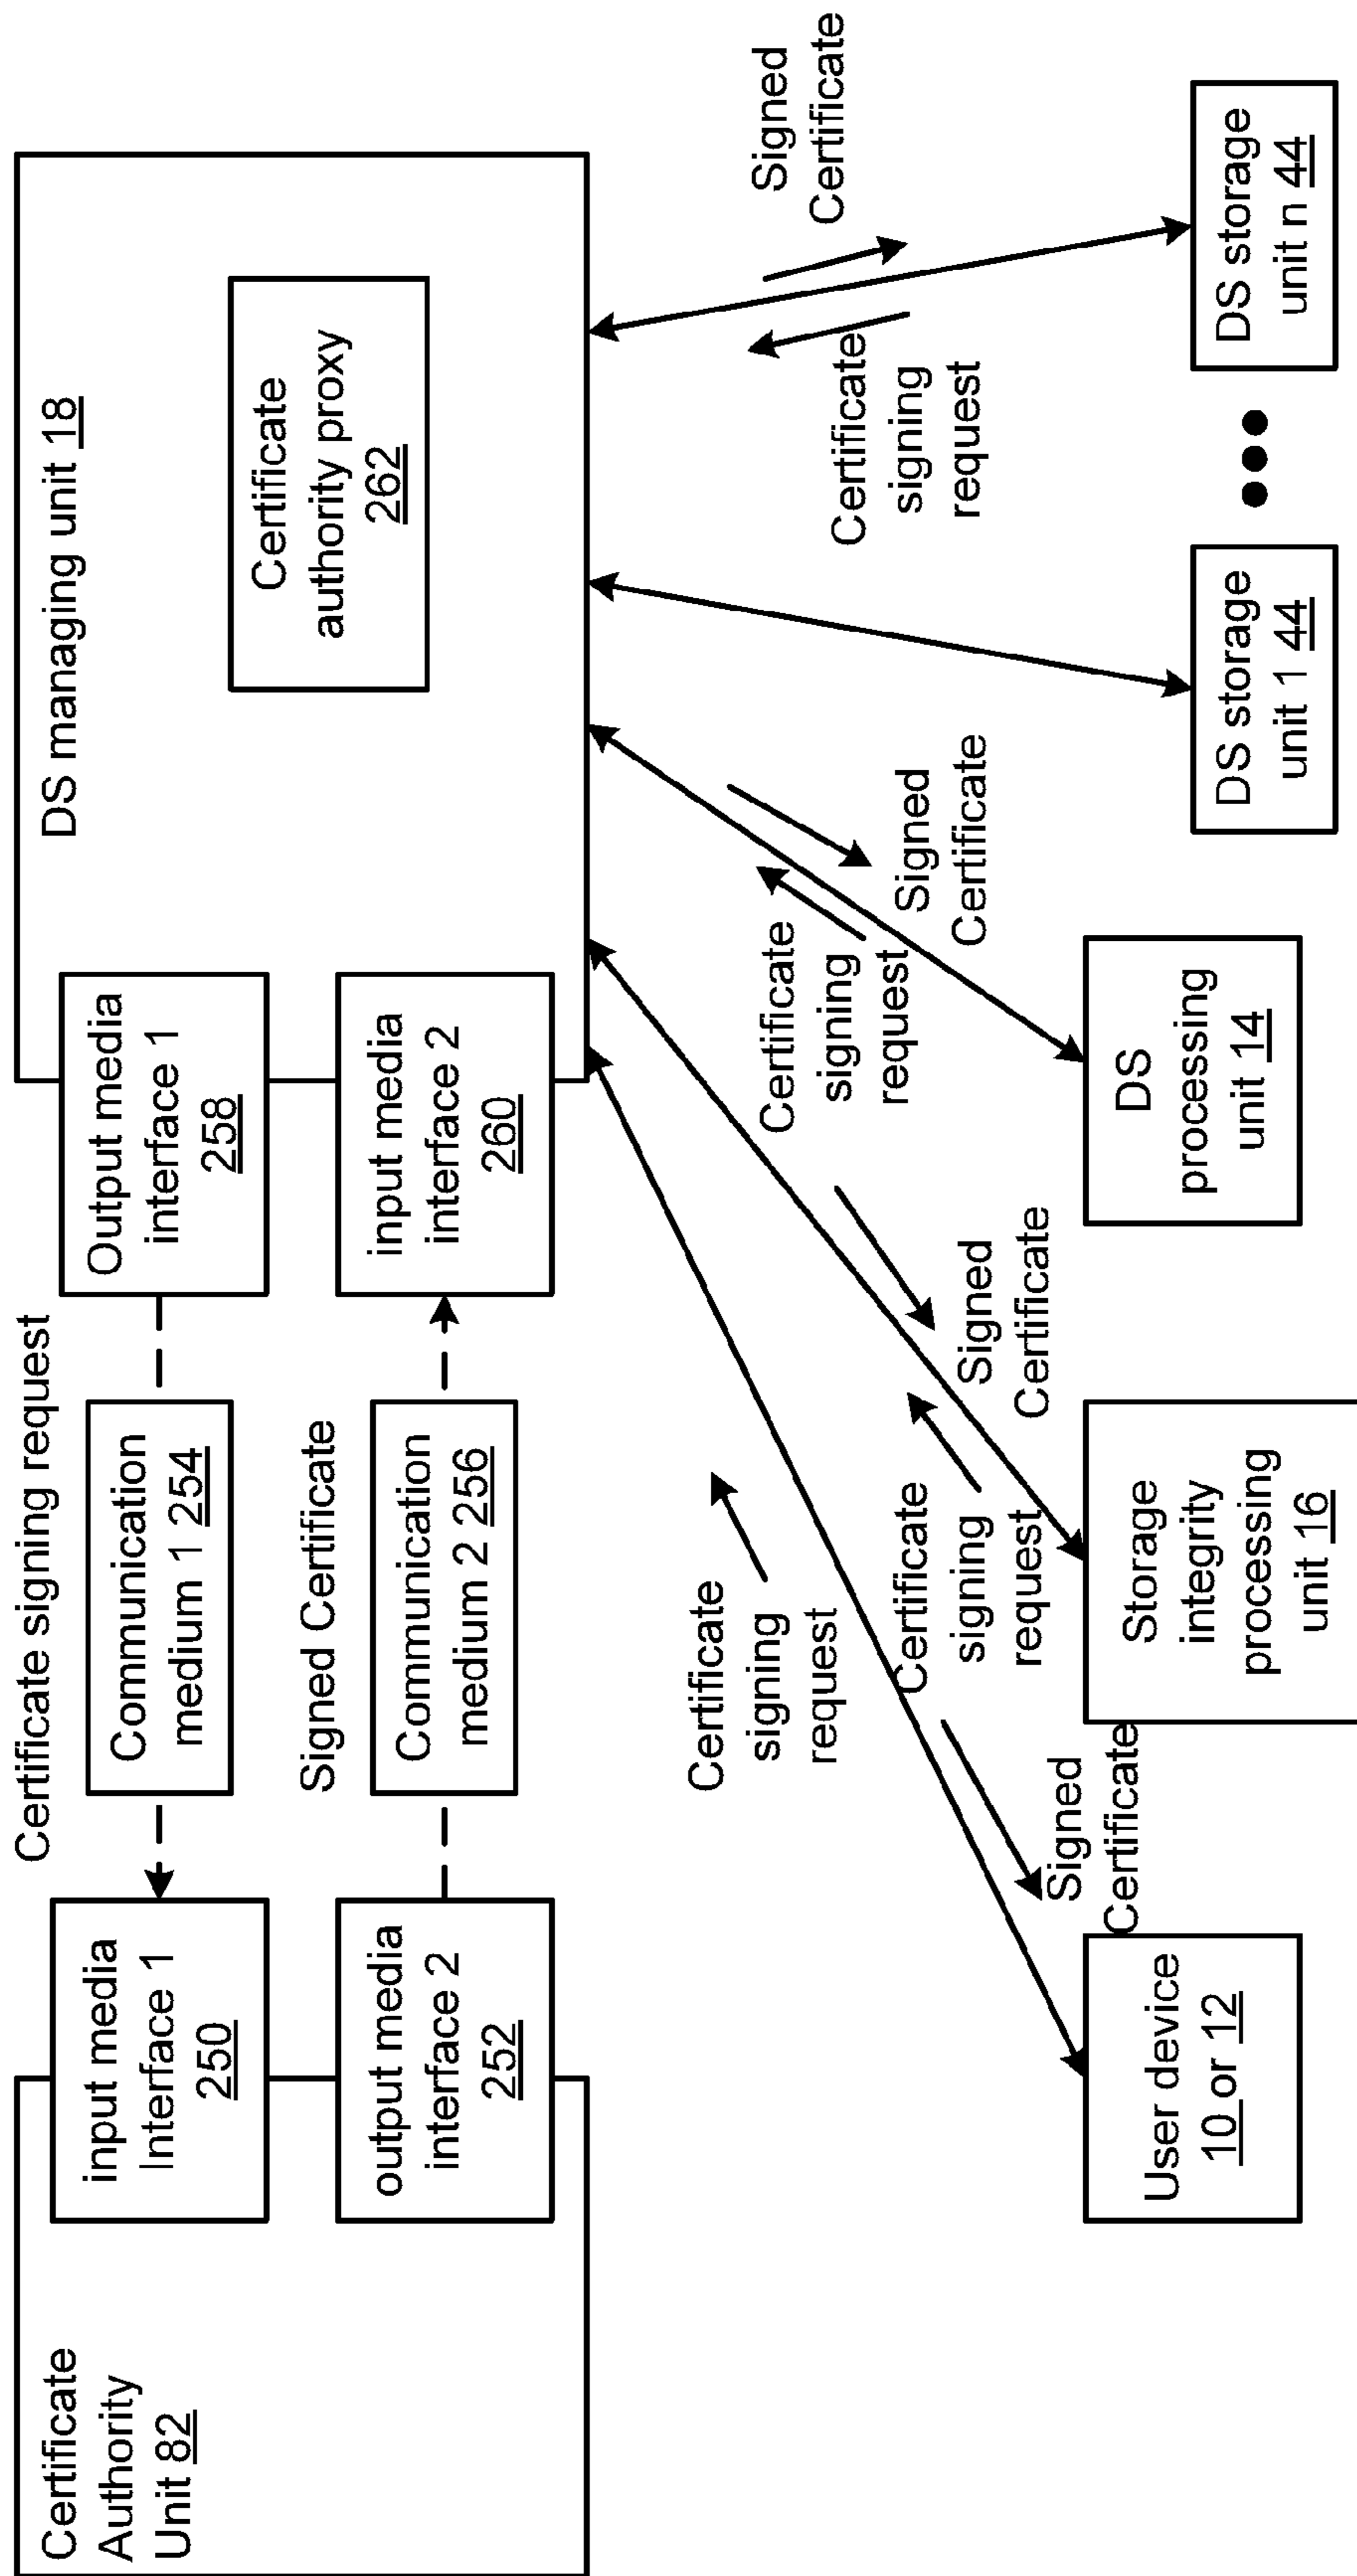 Certificate
Authority
Unit 82
input media
Interface 1
250
output media
interface 2
252
Certificate signing request
Communication
medium 1 254
Signed Certificate
Communication
medium 2 256
Output media
interface 1
258
input media
interface 2
260
DS managing unit 18
Certificate
authority proxy
262
Certificate
signing
request
Signed
Certificate
Certificate
signing
request
Signed
Certificate
Certificate
signing
request
Signed
Certificate
Certificate
signing
request
Signed
Certificate
User device
10 or 12
Storage
integrity
processing
unit 16
DS
processing
unit 14
DS storage
unit 1 44
DS storage
unit n 44